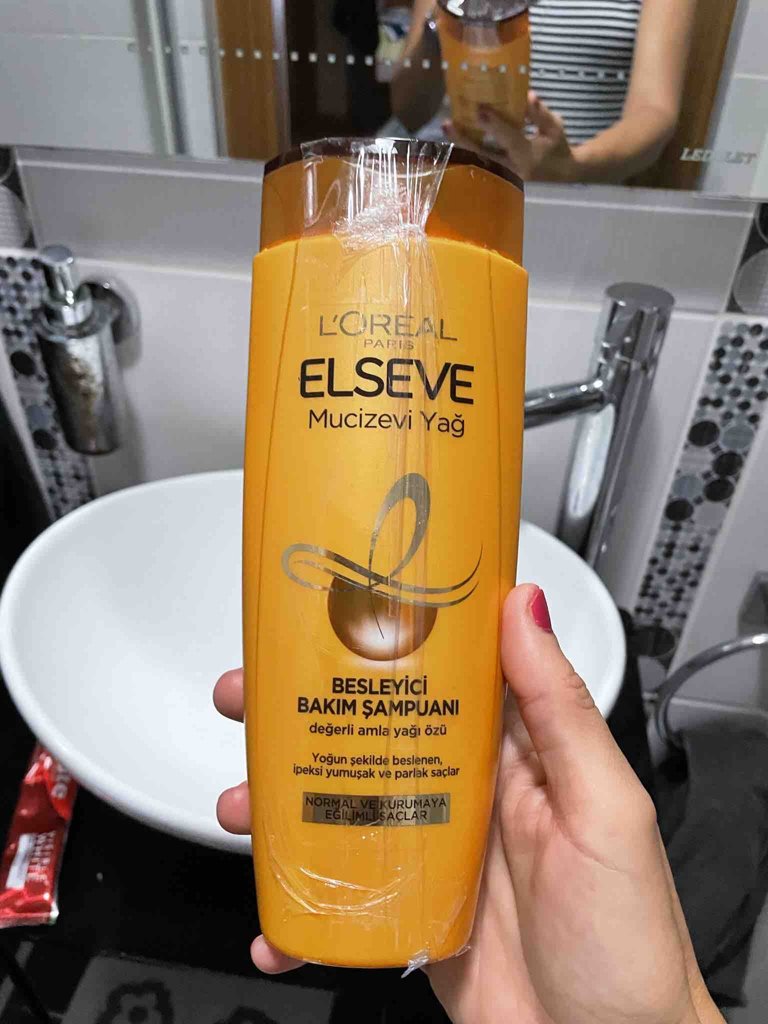 L'ORÉAL
PARIS
ELSEVE
Mucizevi Yağ
BESLEYİCİ
BAKIM ŞAMPUANI
değerli amla yağı özü
Yoğun şekilde beslenen,
ipeksi yumuşak ve parlak saçlar
NORMAL VE KURUMAYA
EĞİLİMLİ SAÇLAR